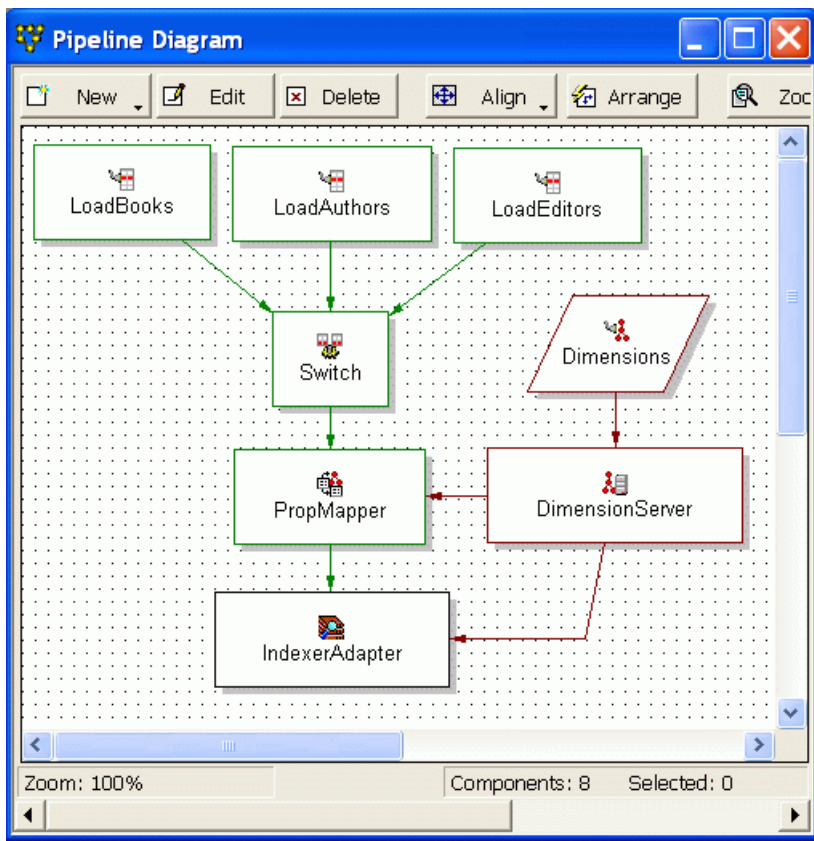 Pipeline Diagram
New Edit Delete Align Arrange Zoc
LoadBooks LoadAuthors LoadEditors
Switch Dimensions
PropMapper DimensionServer
IndexerAdapter
Zoom: 100% Components: 8 Selected: 0